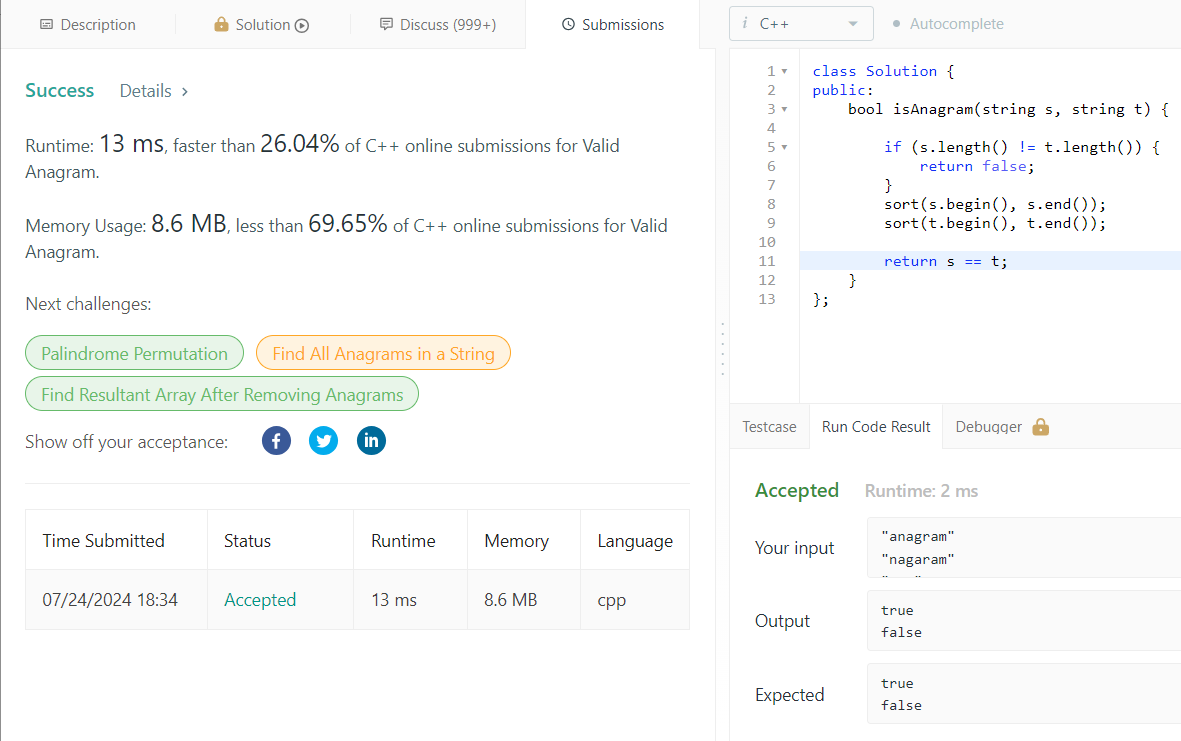 Description
Solution
Discuss (999+)
Submissions
Success
Details >
Runtime: 13 ms, faster than 26.04% of C++ online submissions for Valid
Anagram.
Memory Usage: 8.6 MB, less than 69.65% of C++ online submissions for Valid
Anagram.
Next challenges:
Palindrome Permutation
Find All Anagrams in a String
Find Resultant Array After Removing Anagrams
Show off your acceptance:
f
in
Time Submitted Status Runtime Memory Language
07/24/2024 18:34 Accepted 13 ms 8.6 MB cpp
i C++
Autocomplete
1 class Solution {
2 public:
3     bool isAnagram(string s, string t) {
4
5         if (s.length() != t.length()) {
6             return false;
7         }
8         sort(s.begin(), s.end());
9         sort(t.begin(), t.end());
10
11         return s == t;
12     }
13 };
Testcase
Run Code Result
Debugger
Accepted Runtime: 2 ms
Your input
"anagram"
"nagaram"
Output
true
false
Expected
true
false